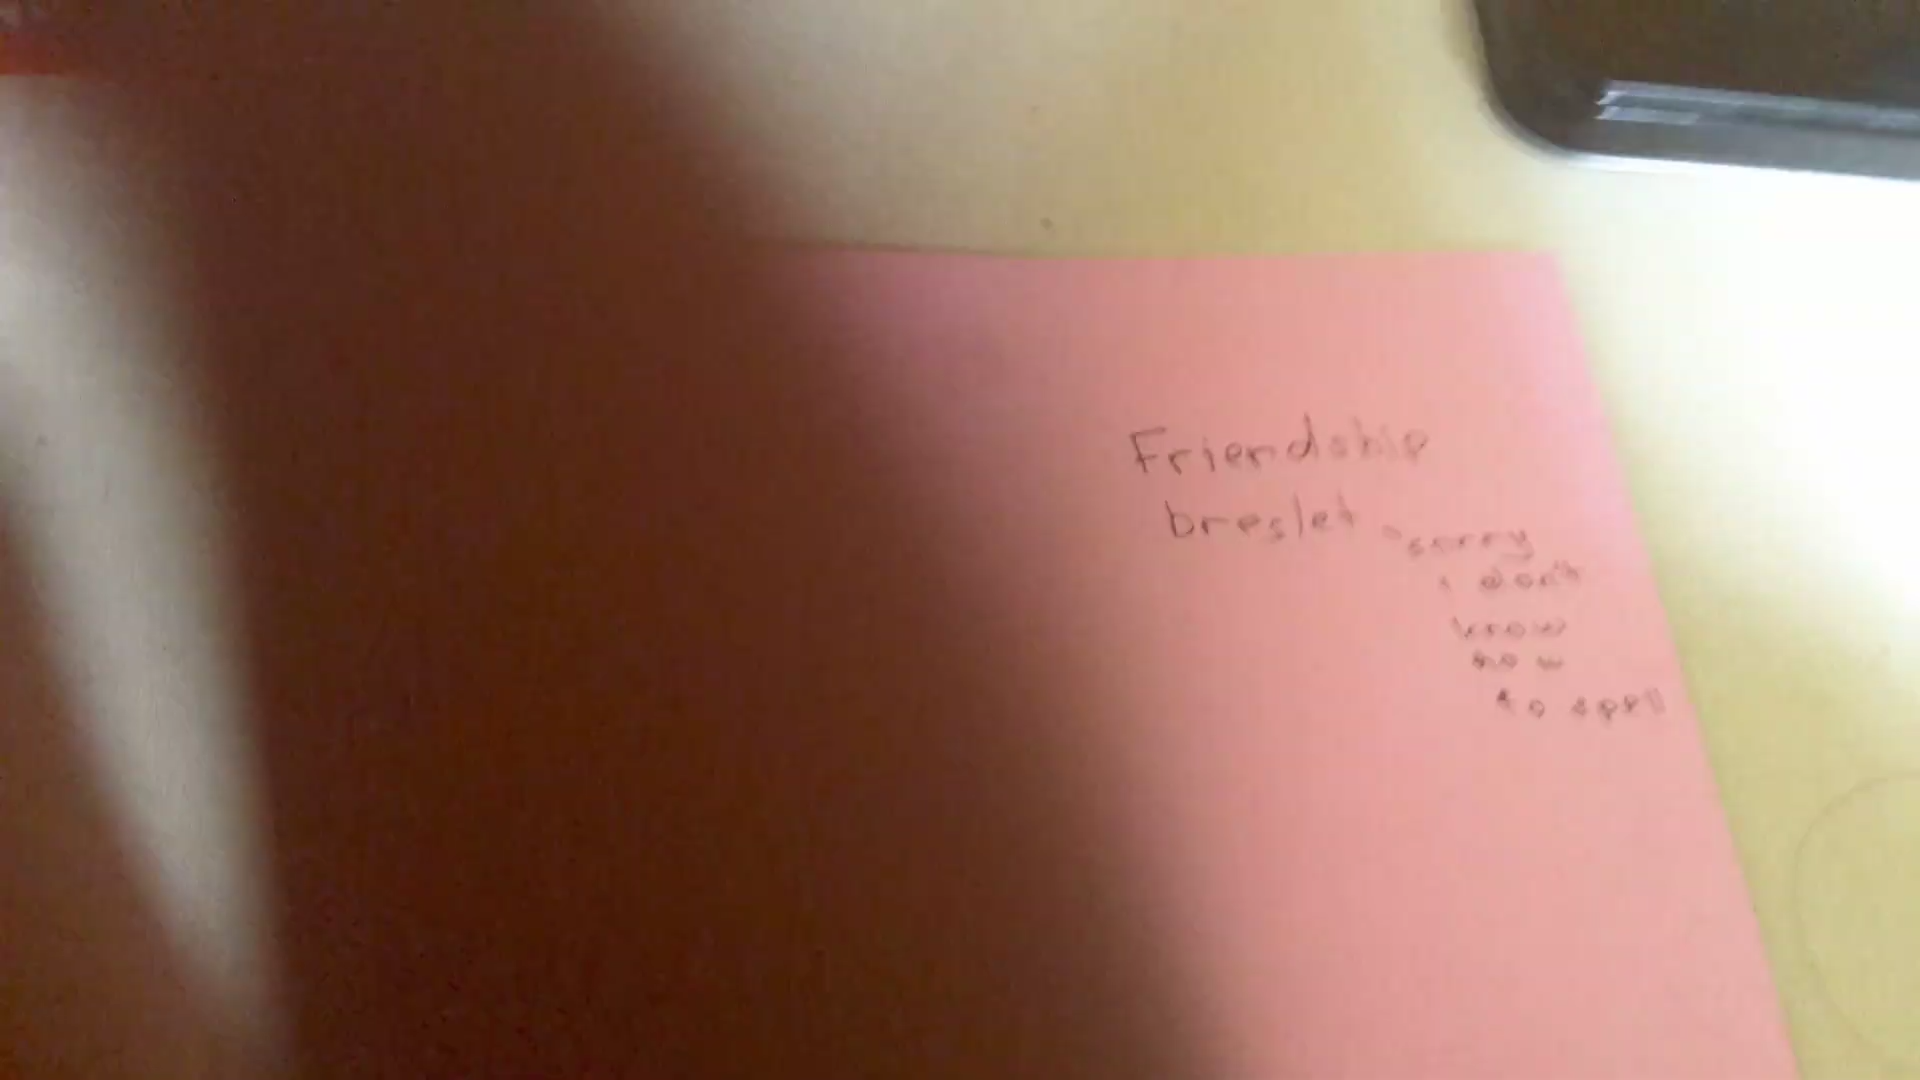 Friendship
breslet - sorry
i don't
know
how
to spell